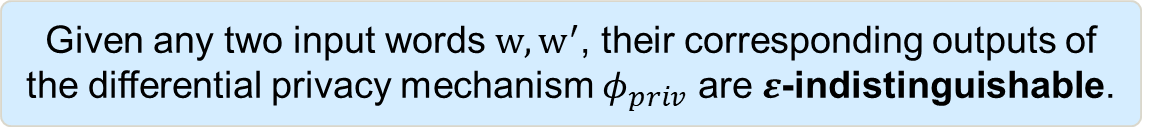 Given any two input words w, w′, their corresponding outputs of
the differential privacy mechanism ϕ_priv are ε-indistinguishable.